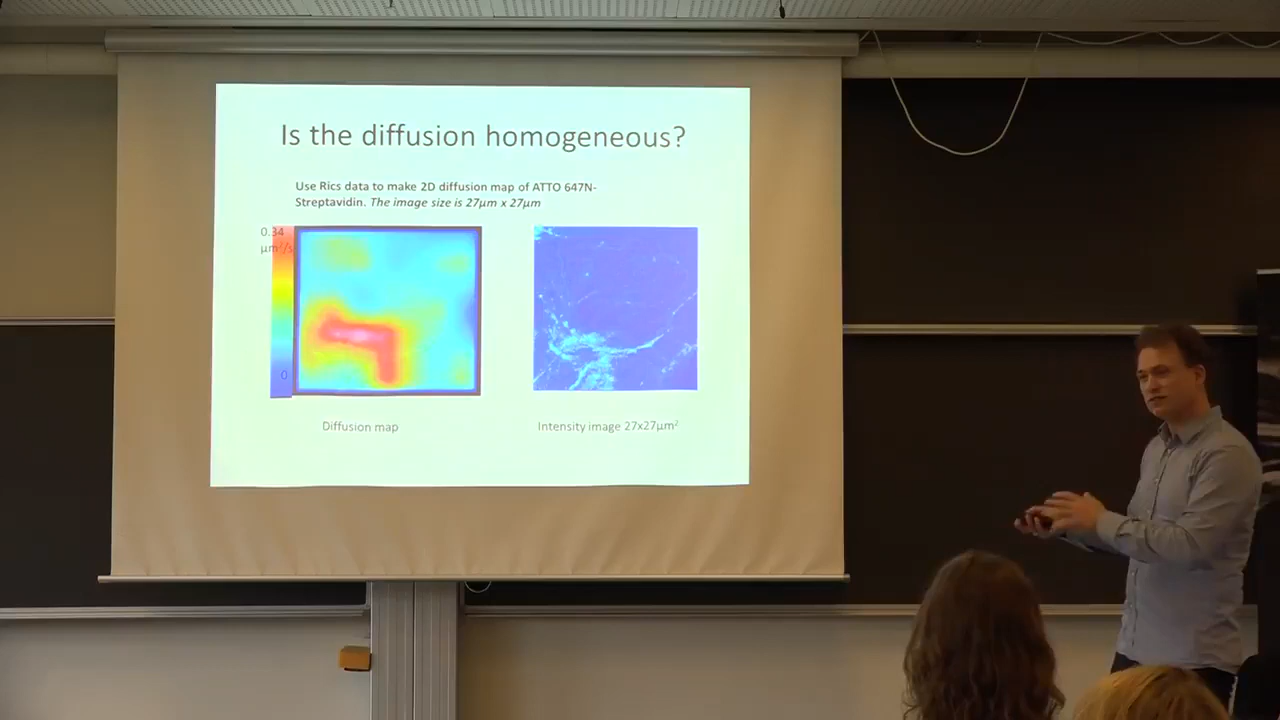 Is the diffusion homogeneous?
Use Rics data to make 2D diffusion map of ATTO 647N-
Streptavidin. The image size is 27µm x 27µm
0.34
µm²/s
0
Diffusion map
Intensity image 27x27µm²